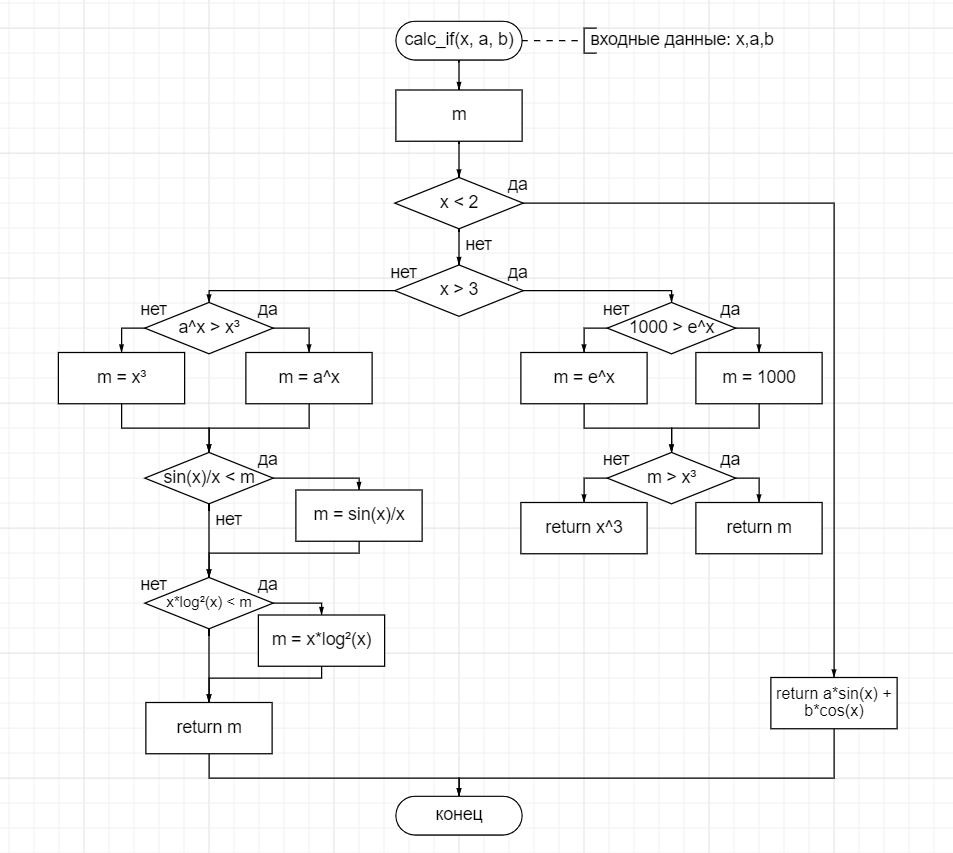 calc_if(x, a, b)
входные данные: x,a,b
m
да
x < 2
нет
нет
да
x > 3
нет
да
a^x > x³
нет
да
1000 > e^x
m = x³
m = a^x
m = e^x
m = 1000
да
sin(x)/x < m
нет
да
m > x³
m = sin(x)/x
нет
return x^3
return m
нет
да
x*log²(x) < m
m = x*log²(x)
return m
return a*sin(x) +
b*cos(x)
конец